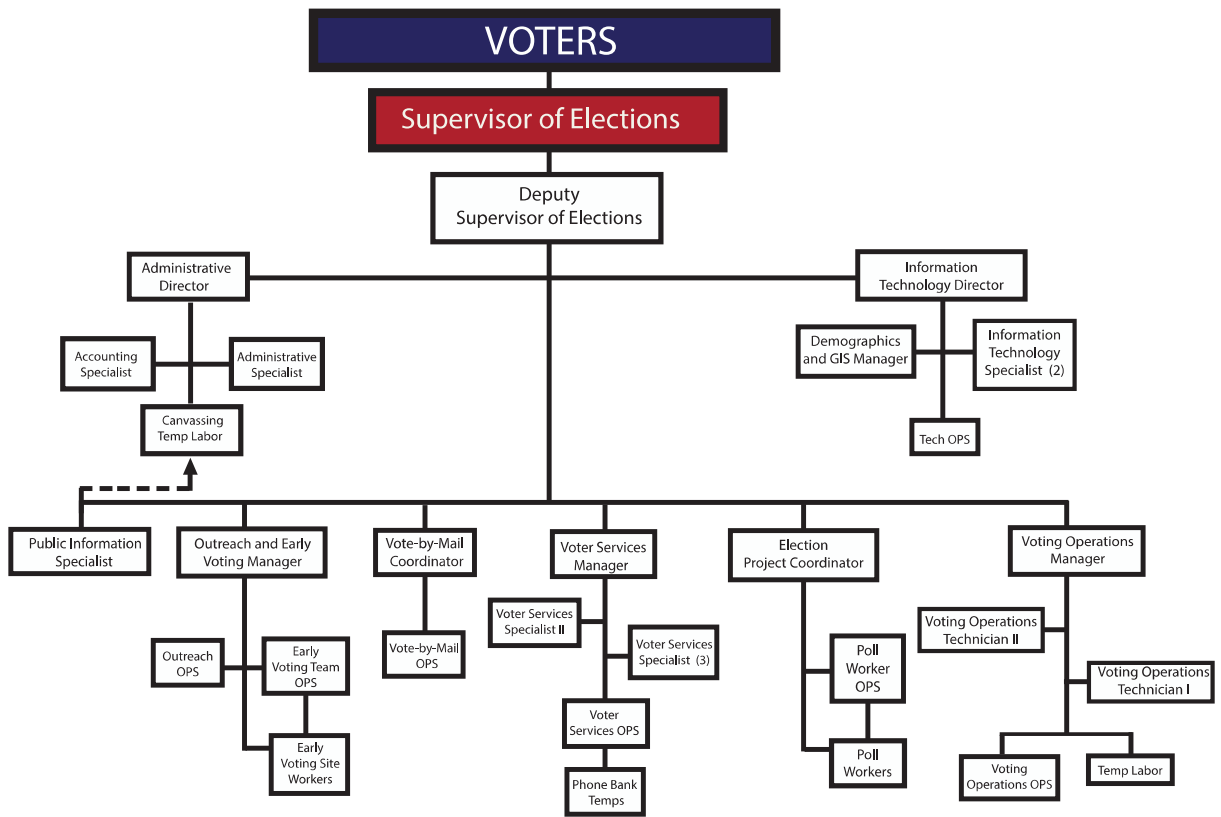 VOTERS
Supervisor of Elections
Deputy
Supervisor of Elections
Administrative
Director
Information
Technology Director
Accounting
Specialist
Administrative
Specialist
Demographics
and GIS Manager
Information
Technology
Specialist (2)
Canvassing
Temp Labor
Tech OPS
Public Information
Specialist
Outreach and Early
Voting Manager
Vote-by-Mail
Coordinator
Voter Services
Manager
Election
Project Coordinator
Voting Operations
Manager
Outreach
OPS
Early
Voting Team
OPS
Early
Voting Site
Workers
Vote-by-Mail
OPS
Voter Services
Specialist II
Voter Services
Specialist (3)
Voter
Services OPS
Phone Bank
Temps
Poll
Worker
OPS
Poll
Workers
Voting Operations
Technician II
Voting Operations
Technician I
Voting
Operations OPS
Temp Labor